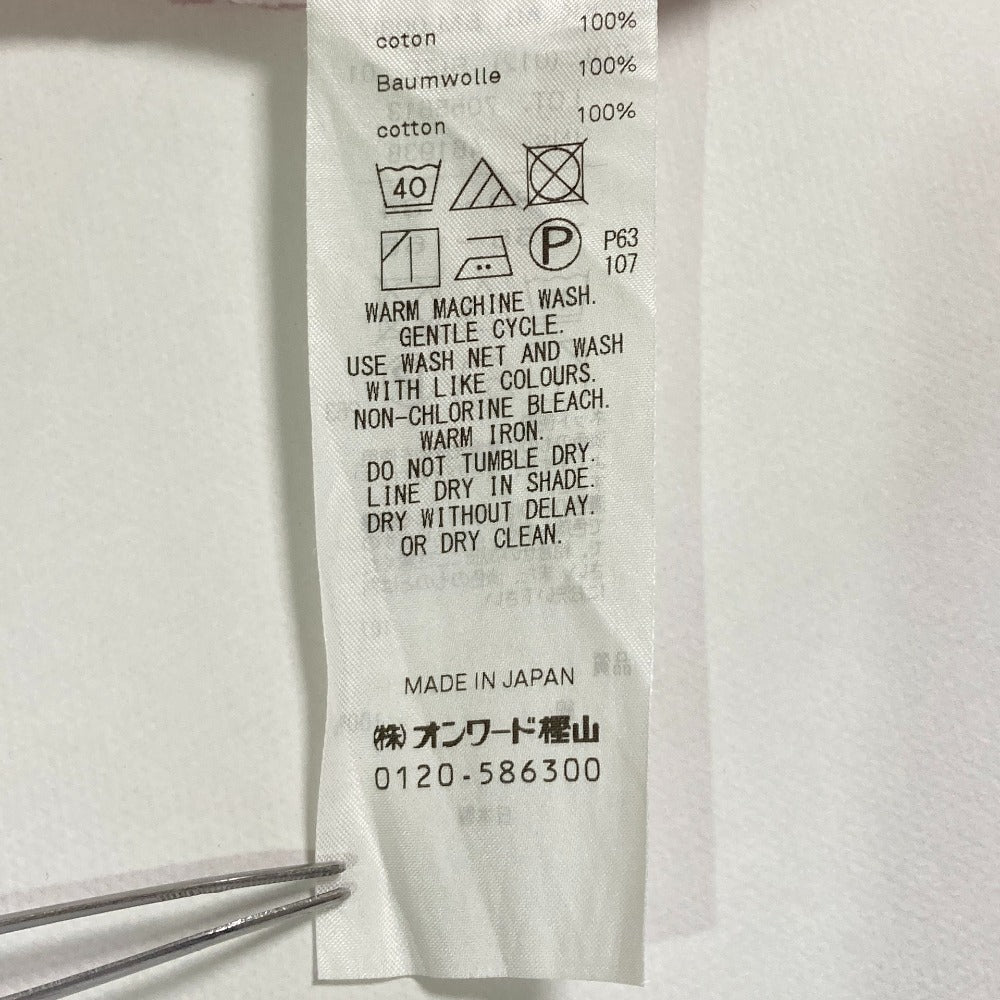 coton 100%
Baumwolle 100%
cotton 100%
40
P P63
107
WARM MACHINE WASH.
GENTLE CYCLE.
USE WASH NET AND WASH
WITH LIKE COLOURS.
NON-CHLORINE BLEACH.
WARM IRON.
DO NOT TUMBLE DRY.
LINE DRY IN SHADE.
DRY WITHOUT DELAY.
OR DRY CLEAN.
MADE IN JAPAN
(株)オンワード樫山
0120-586300